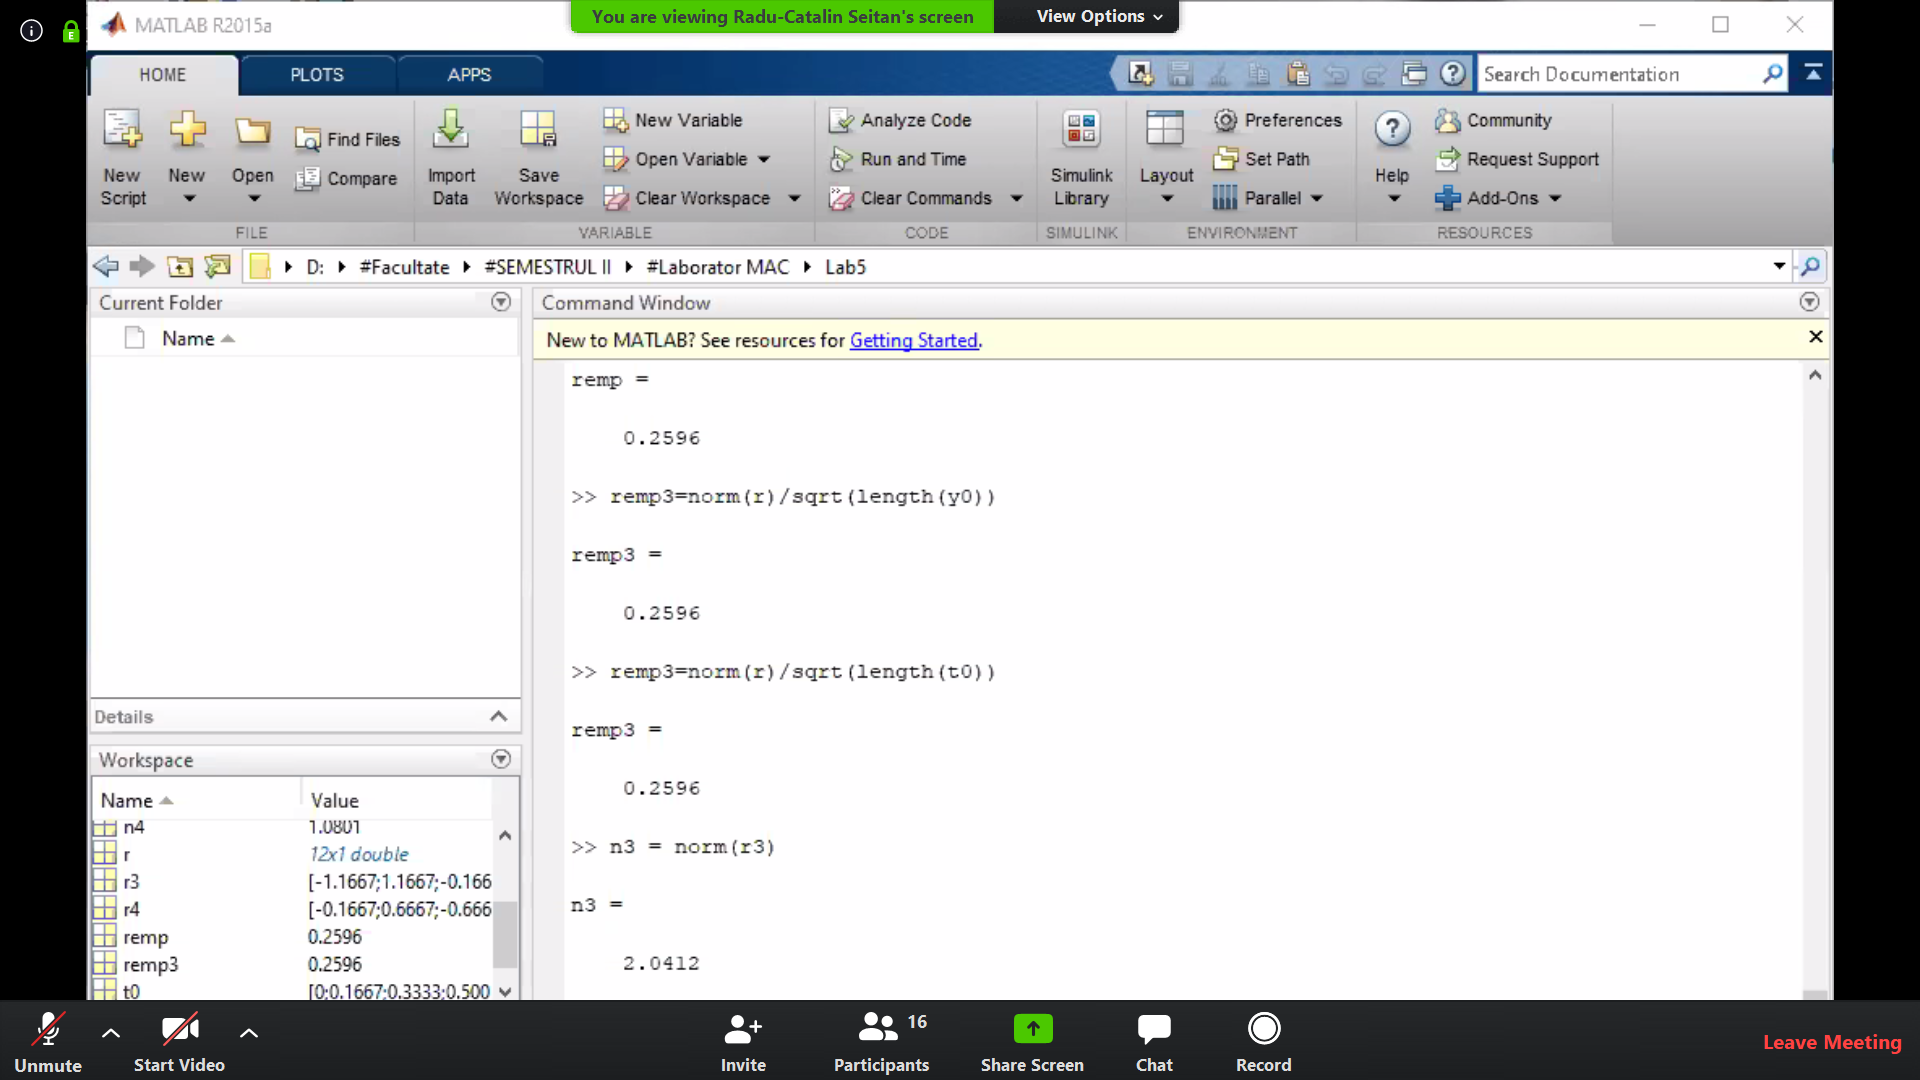 You are viewing Radu-Catalin Seitan's screen View Options
MATLAB R2015a
HOME PLOTS APPS
Search Documentation
New Script
New
Open
Find Files
Compare
FILE
Import Data
Save Workspace
New Variable
Open Variable
Clear Workspace
VARIABLE
Analyze Code
Run and Time
Clear Commands
CODE
Simulink Library
SIMULINK
Layout
Preferences
Set Path
Parallel
ENVIRONMENT
Help
Community
Request Support
Add-Ons
RESOURCES
D: #Facultate #SEMESTRUL II #Laborator MAC Lab5
Current Folder
Name
Details
Workspace
Name Value
n4 1.0801
r 12x1 double
r3 [-1.1667;1.1667;-0.166
r4 [-0.1667;0.6667;-0.666
remp 0.2596
remp3 0.2596
t0 [0;0.1667;0.3333;0.500
Command Window
New to MATLAB? See resources for Getting Started.
remp =
0.2596
>> remp3=norm(r)/sqrt(length(y0))
remp3 =
0.2596
>> remp3=norm(r)/sqrt(length(t0))
remp3 =
0.2596
>> n3 = norm(r3)
n3 =
2.0412
Unmute
Start Video
Invite
16
Participants
Share Screen
Chat
Record
Leave Meeting